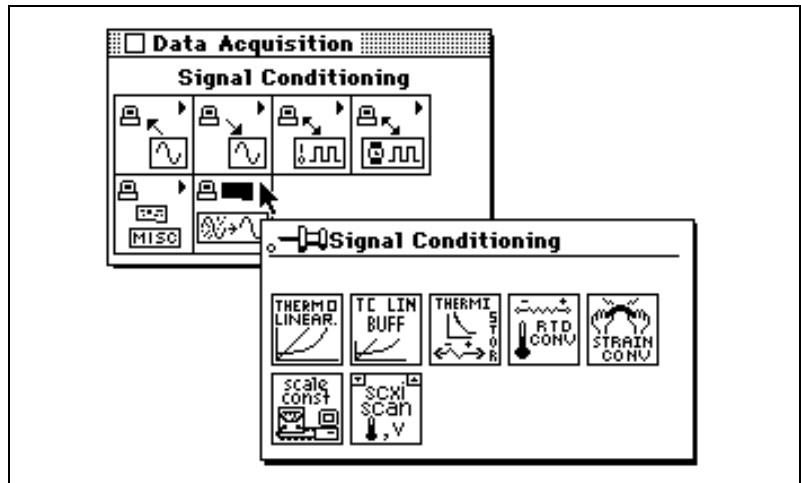 Data Acquisition
Signal Conditioning
MISC
Signal Conditioning
THERMO
LINEAR.
TC LIN
BUFF
THERMI
STOR
RTD
CONV
STRAIN
CONV
scale
const
scxi
scan
,V